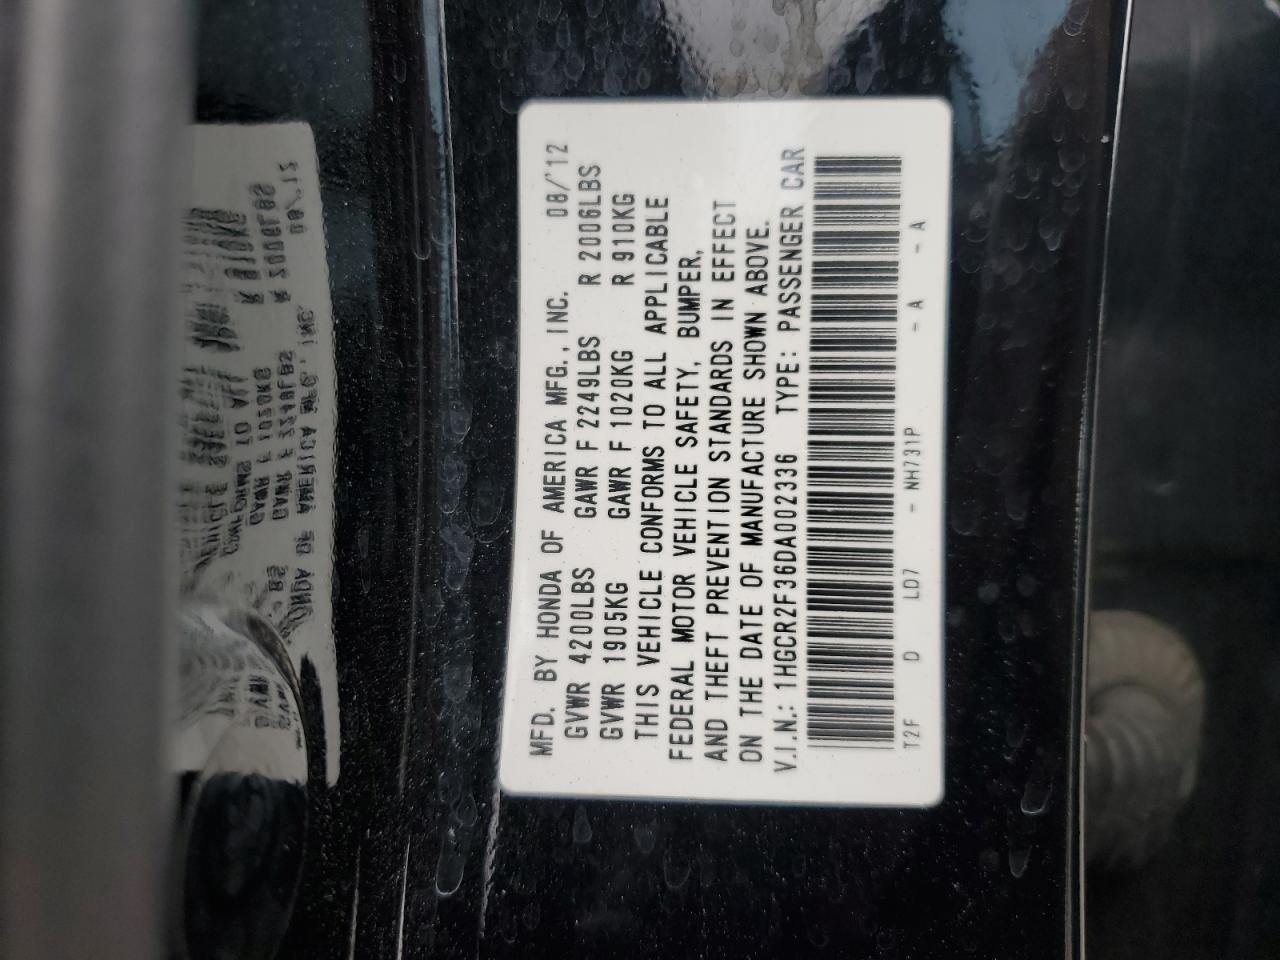 MFD. BY HONDA OF AMERICA MFG., INC. 08/'12
GVWR 4200LBS GAWR F 2249LBS R 2006LBS
GVWR 1905KG GAWR F 1020KG R 910KG
THIS VEHICLE CONFORMS TO ALL APPLICABLE
FEDERAL MOTOR VEHICLE SAFETY, BUMPER,
AND THEFT PREVENTION STANDARDS IN EFFECT
ON THE DATE OF MANUFACTURE SHOWN ABOVE.
V.I.N.: 1HGCR2F36DA002336 TYPE: PASSENGER CAR
T2F D LD7 - NH731P - A - A